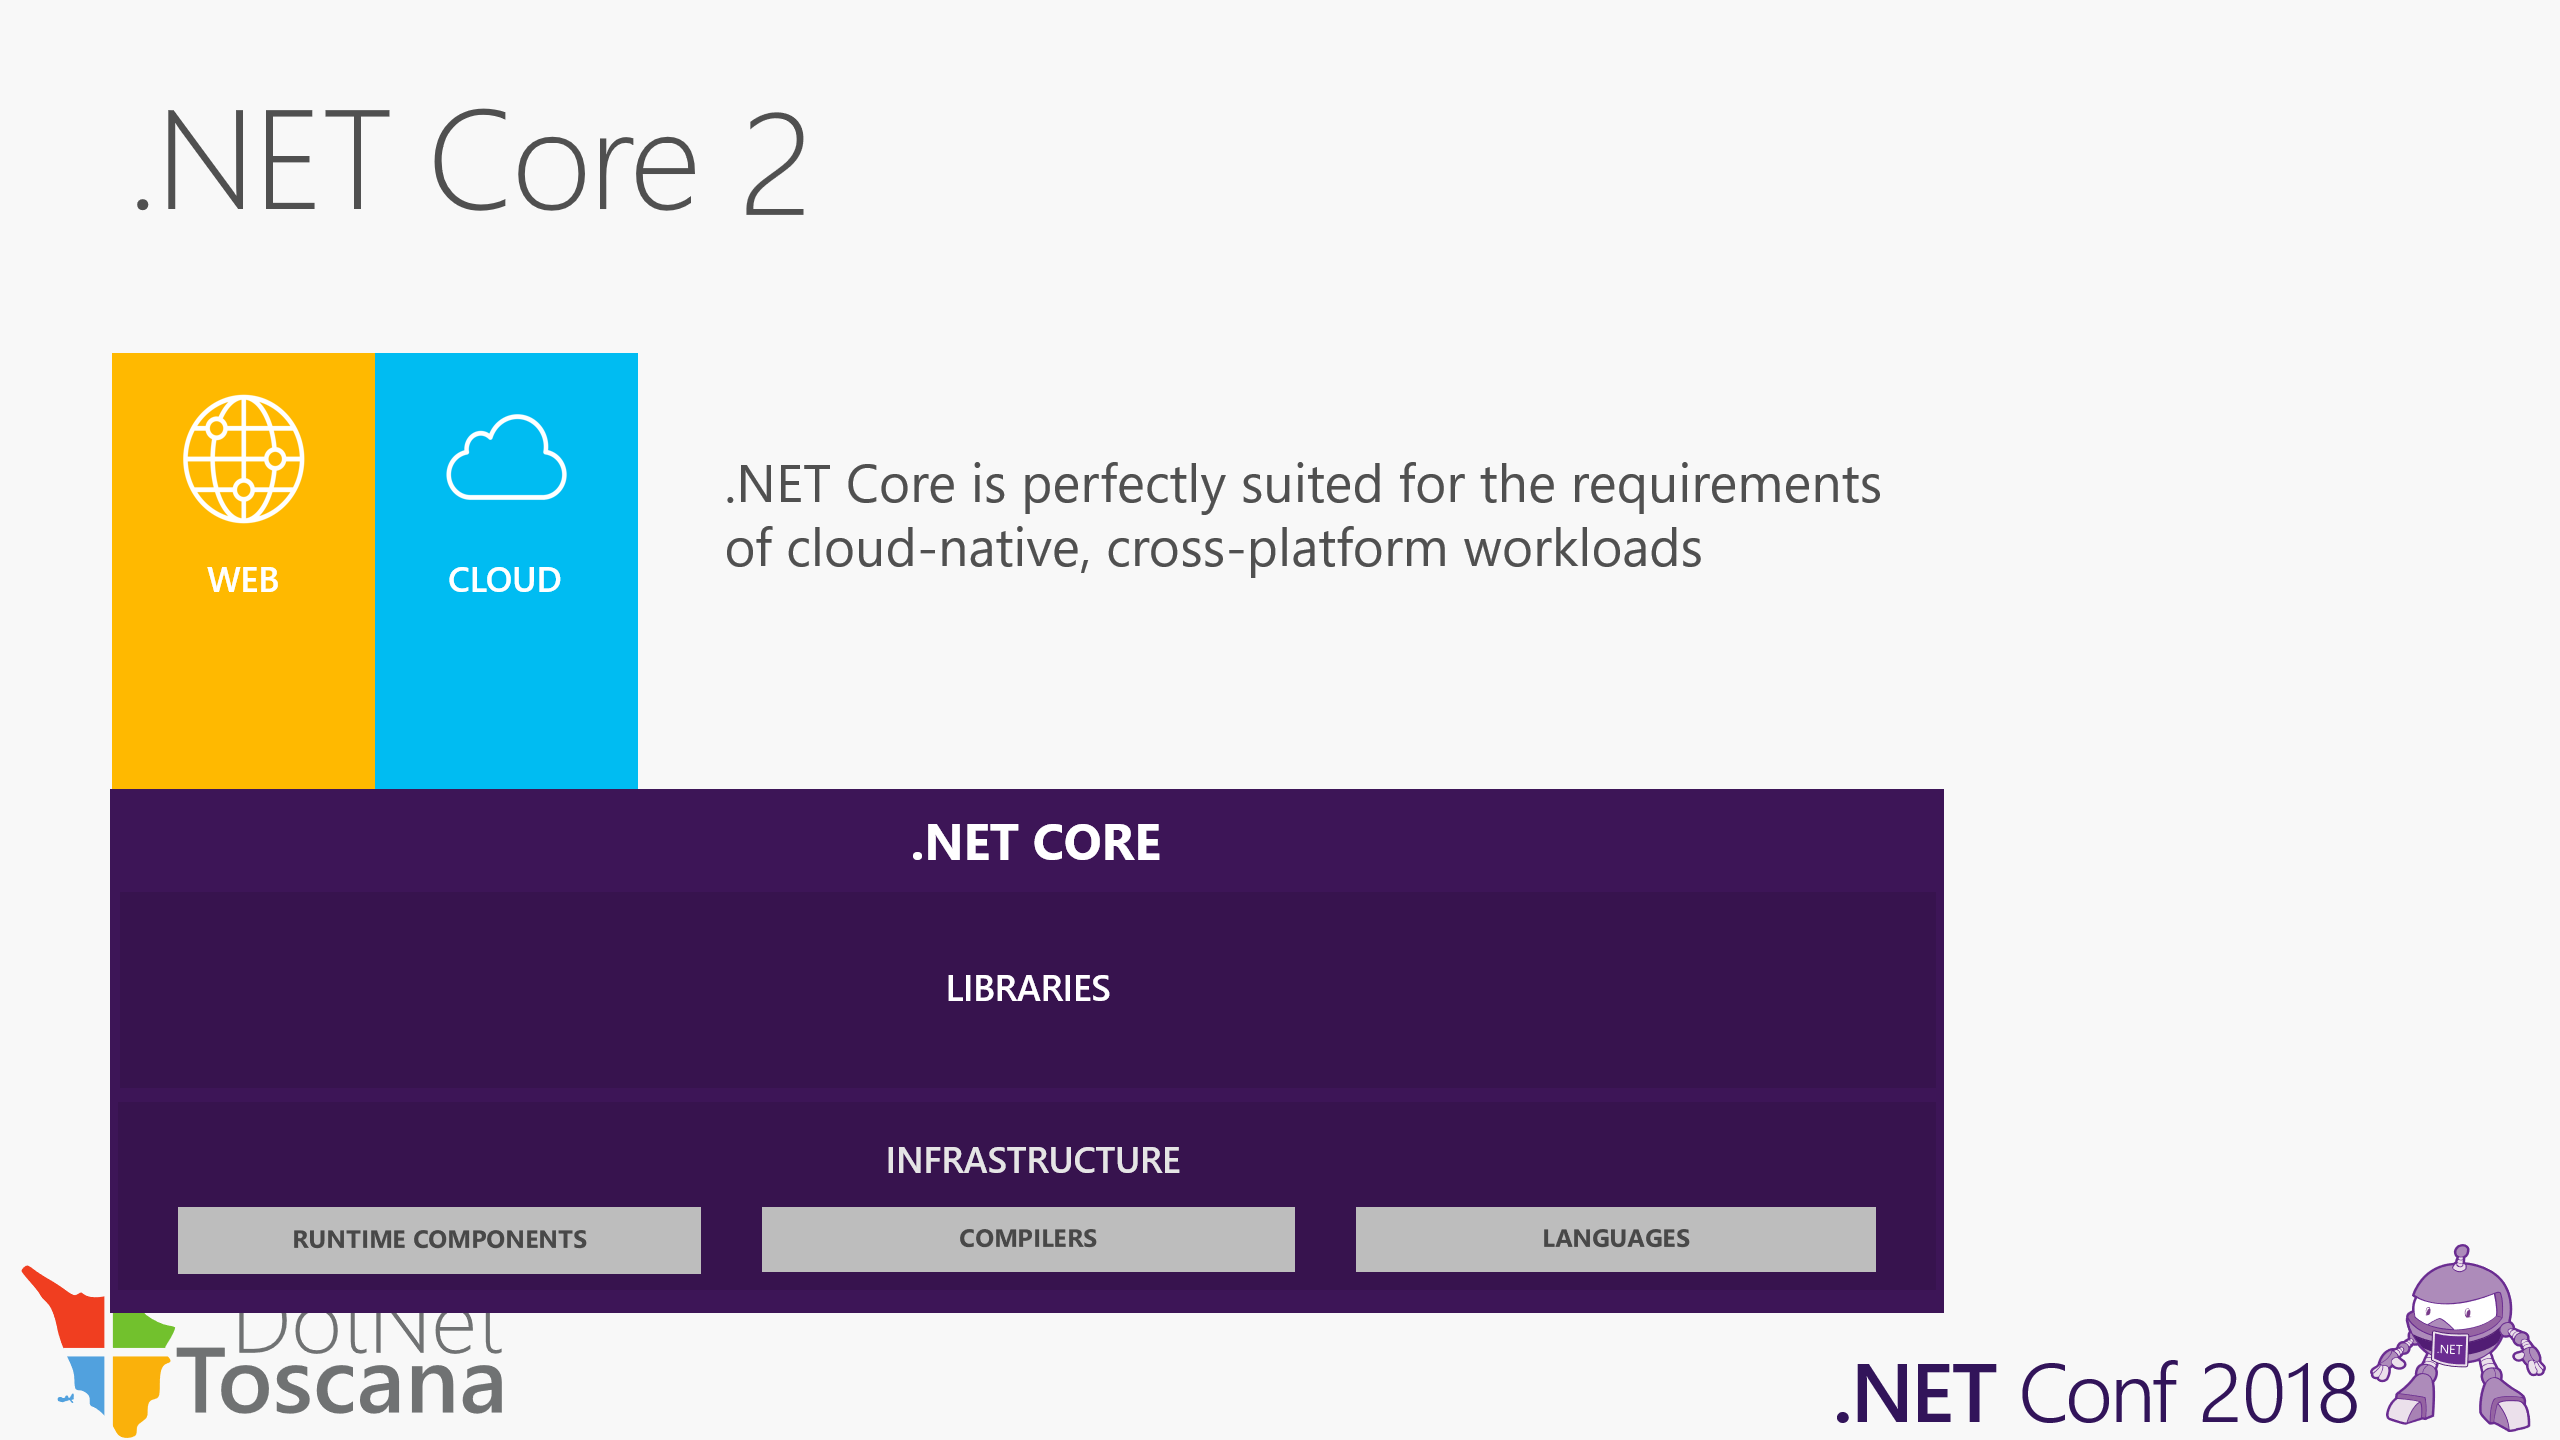 .NET Core 2
WEB
CLOUD
.NET Core is perfectly suited for the requirements
of cloud-native, cross-platform workloads
.NET CORE
LIBRARIES
INFRASTRUCTURE
RUNTIME COMPONENTS
COMPILERS
LANGUAGES
DotNet
Toscana
.NET Conf 2018
.NET